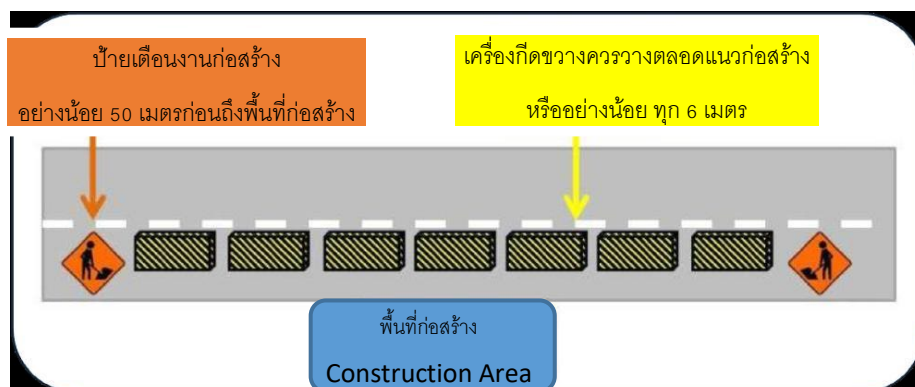 ป้ายเตือนงานก่อสร้าง
อย่างน้อย 50 เมตรก่อนถึงพื้นที่ก่อสร้าง
เครื่องกีดขวางควรวางตลอดแนวก่อสร้าง
หรืออย่างน้อย ทุก 6 เมตร
พื้นที่ก่อสร้าง
Construction Area